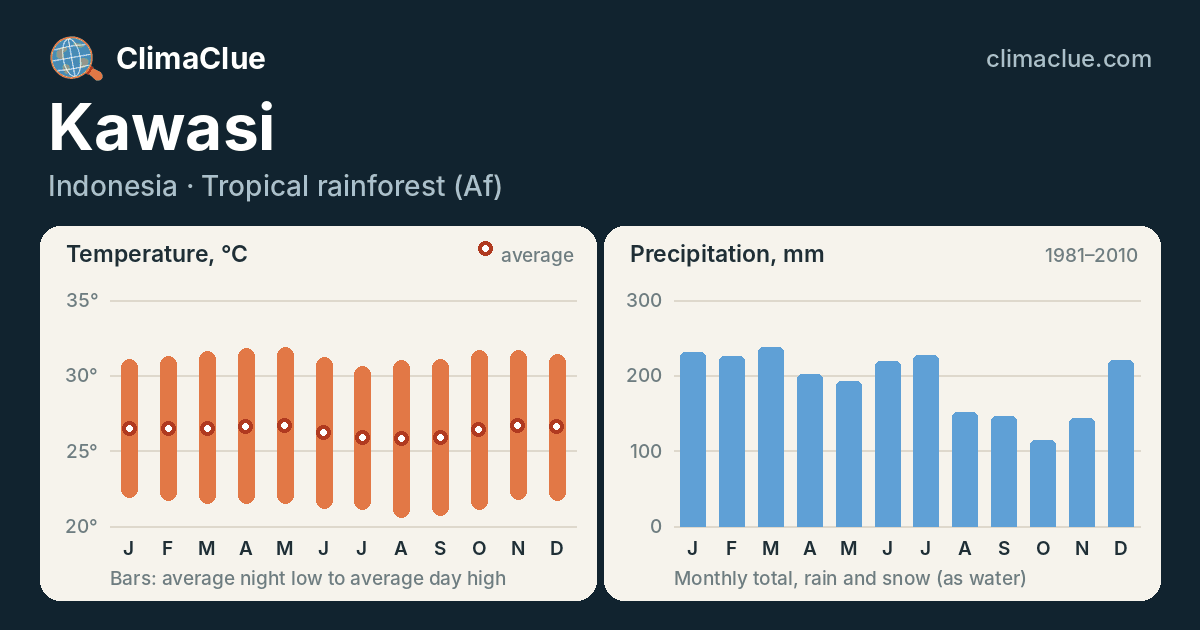 ClimaClue
climaclue.com
Kawasi
Indonesia · Tropical rainforest (Af)
Temperature, °C
average
35°
30°
25°
20°
J F M A M J J A S O N D
Bars: average night low to average day high
Precipitation, mm
1981–2010
300
200
100
0
J F M A M J J A S O N D
Monthly total, rain and snow (as water)